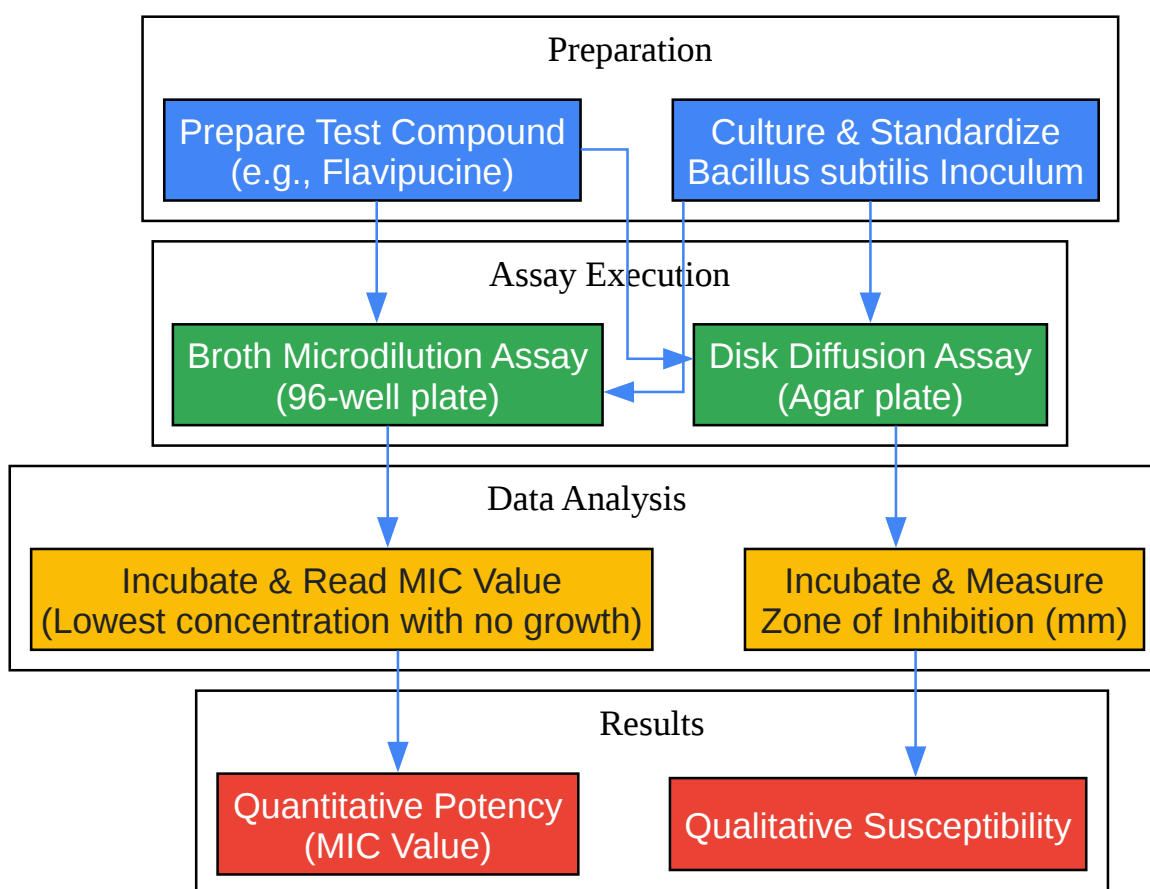 Preparation
Prepare Test Compound
(e.g., Flavipucine)
Culture & Standardize
Bacillus subtilis Inoculum
Assay Execution
Broth Microdilution Assay
(96-well plate)
Disk Diffusion Assay
(Agar plate)
Data Analysis
Incubate & Read MIC Value
(Lowest concentration with no growth)
Incubate & Measure
Zone of Inhibition (mm)
Results
Quantitative Potency
(MIC Value)
Qualitative Susceptibility